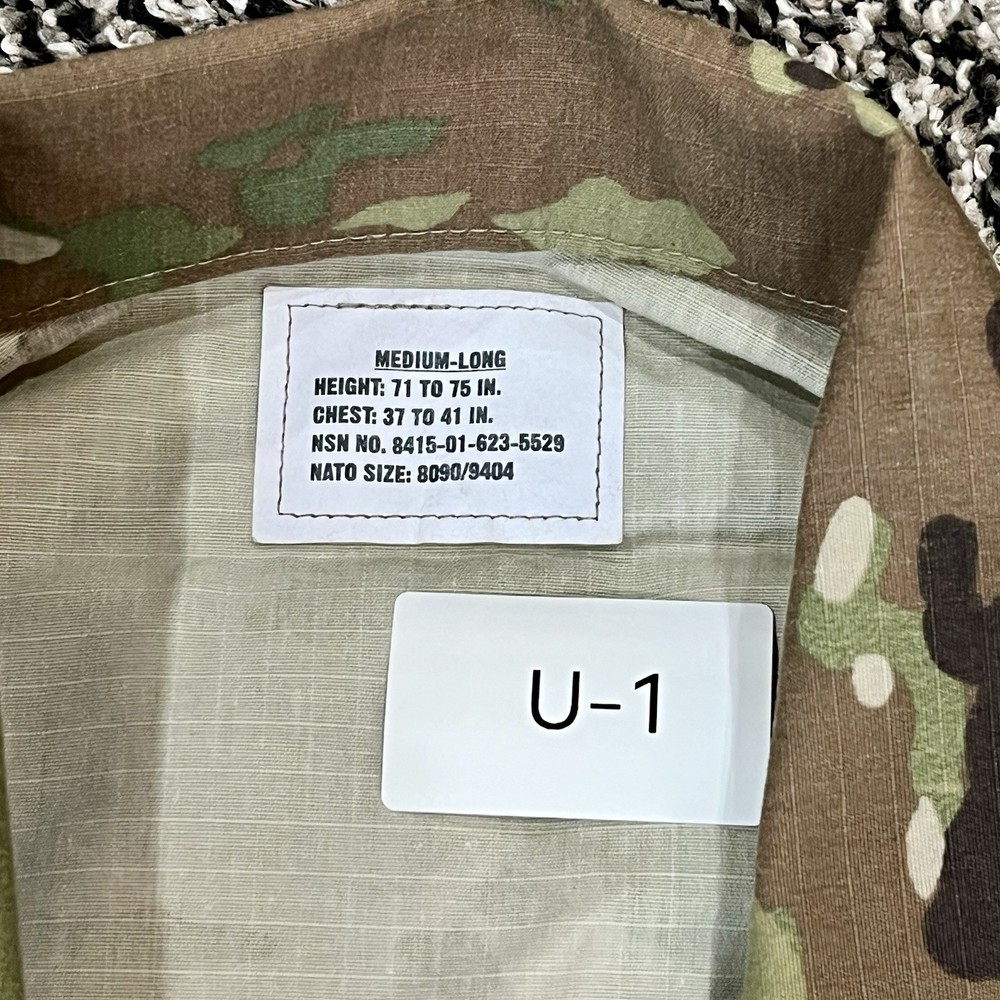 MEDIUM-LONG
HEIGHT: 71 TO 75 IN.
CHEST: 37 TO 41 IN.
NSN NO. 8415-01-623-5529
NATO SIZE: 8090/9404
U-1